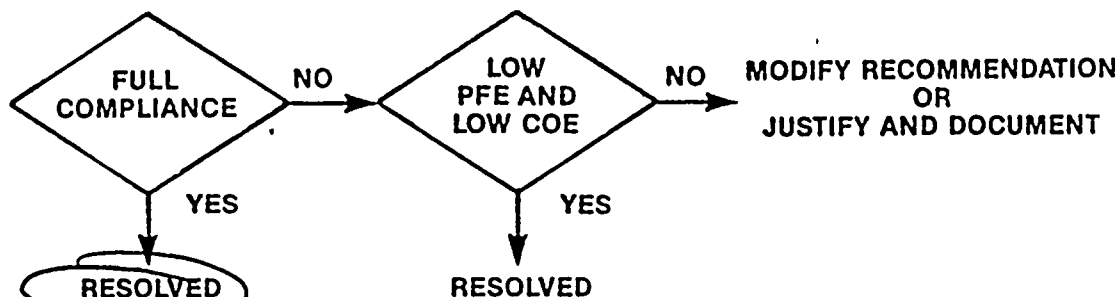 FULL
COMPLIANCE
NO
LOW
PFE AND
LOW COE
NO
MODIFY RECOMMENDATION
OR
JUSTIFY AND DOCUMENT
YES
YES
RESOLVED
RESOLVED